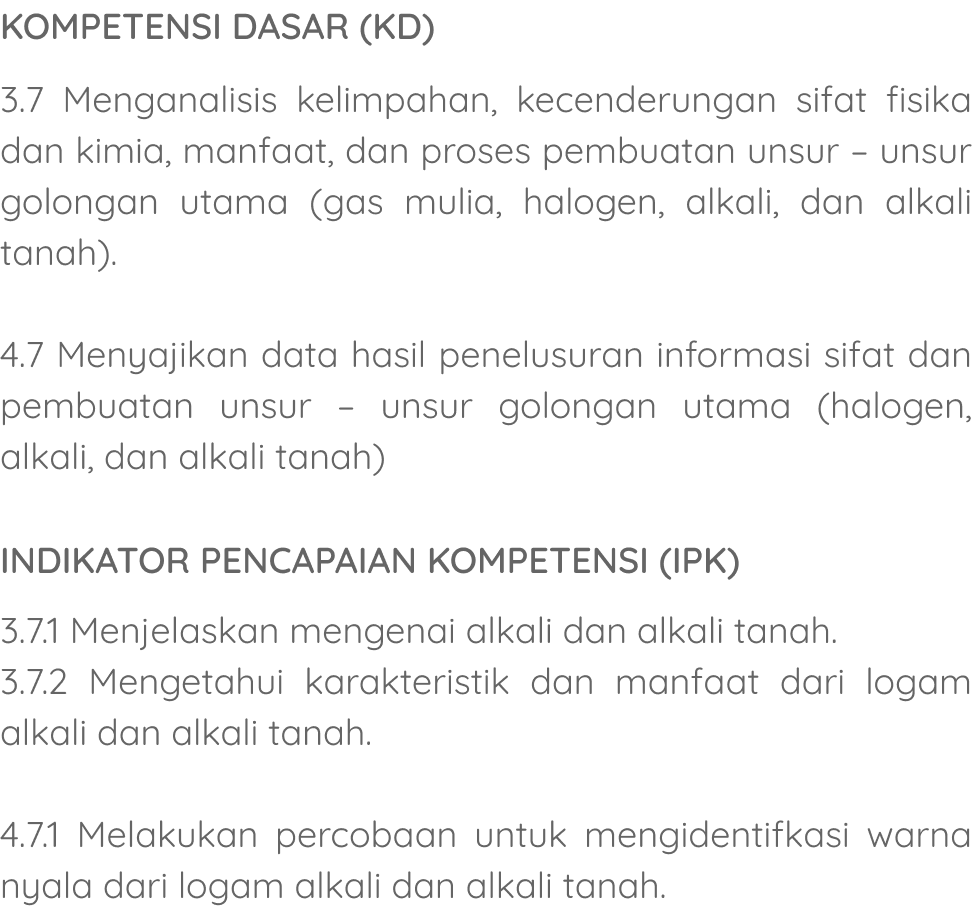 KOMPETENSI DASAR (KD)
3.7 Menganalisis kelimpahan, kecenderungan sifat fisika
dan kimia, manfaat, dan proses pembuatan unsur – unsur
golongan utama (gas mulia, halogen, alkali, dan alkali
tanah).
4.7 Menyajikan data hasil penelusuran informasi sifat dan
pembuatan unsur – unsur golongan utama (halogen,
alkali, dan alkali tanah)
INDIKATOR PENCAPAIAN KOMPETENSI (IPK)
3.7.1 Menjelaskan mengenai alkali dan alkali tanah.
3.7.2 Mengetahui karakteristik dan manfaat dari logam
alkali dan alkali tanah.
4.7.1 Melakukan percobaan untuk mengidentifkasi warna
nyala dari logam alkali dan alkali tanah.